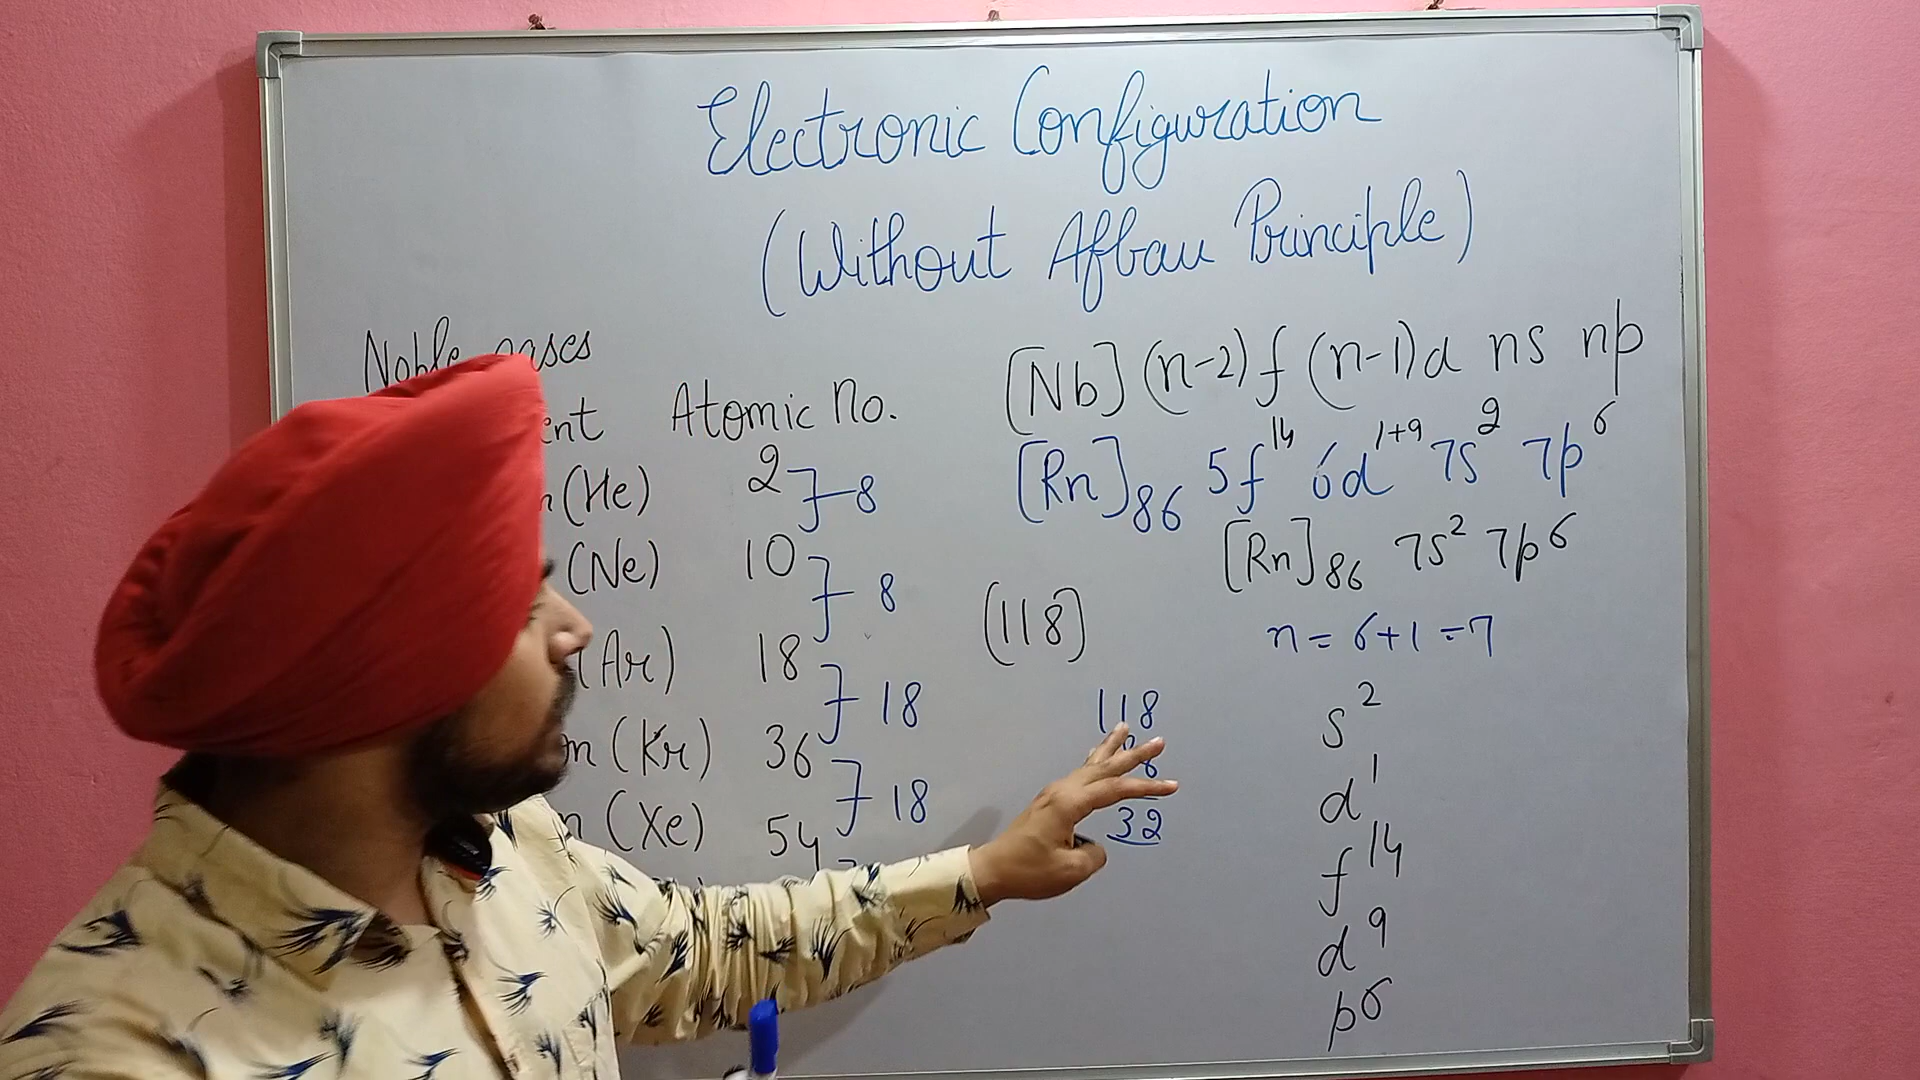 Electronic Configuration
(Without Afbau Principle)
Noble gases
ent Atomic No.
n (He) 2 } 8
(Ne) 10 } 8
(Ar) 18 } 18
on (Kr) 36 } 18
n (Xe) 54
[Nb] (n-2)f (n-1)d ns np
[Rn]₈₆ 5f¹⁴ 6d¹⁺⁹ 7s² 7p⁶
[Rn]₈₆ 7s² 7p⁶
(118)
n = 6+1 = 7
118
32
s²
d¹
f¹⁴
d⁹
p⁶